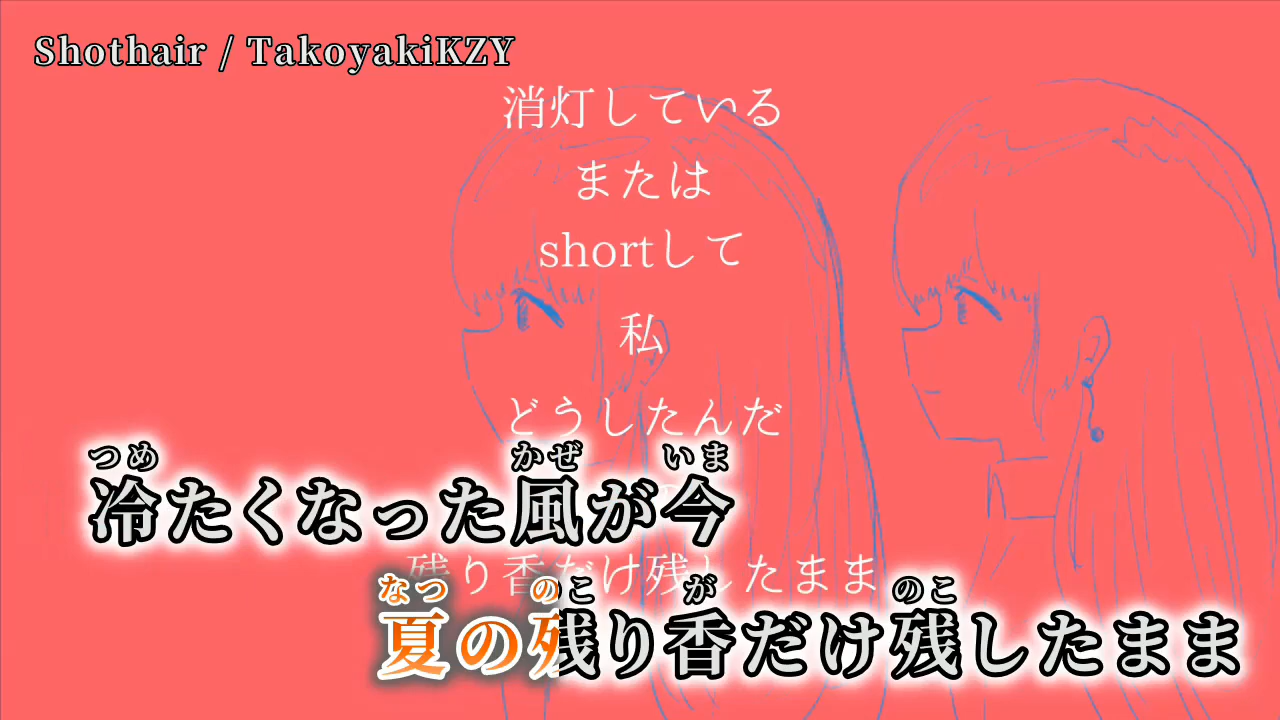 Shothair / TakoyakiKZY
消灯している
または
shortして
私
どうしたんだ
つめ かぜ いま
冷たくなった風が今
残り香だけ残したまま
なつ のこ が のこ
夏の残り香だけ残したまま